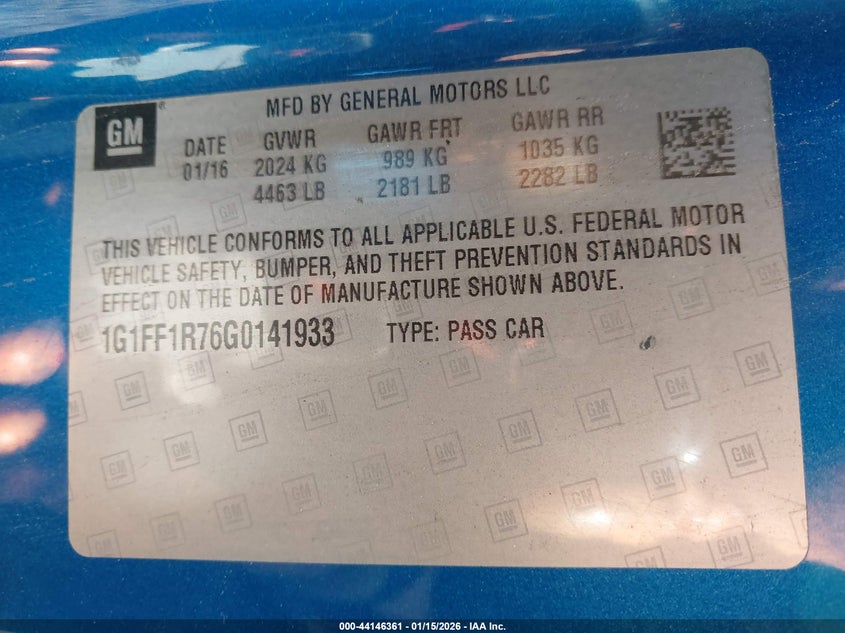 GM ® MFD BY GENERAL MOTORS LLC
DATE GVWR GAWR FRT GAWR RR
01/16 2024 KG 989 KG 1035 KG
4463 LB 2181 LB 2282 LB
THIS VEHICLE CONFORMS TO ALL APPLICABLE U.S. FEDERAL MOTOR
VEHICLE SAFETY, BUMPER, AND THEFT PREVENTION STANDARDS IN
EFFECT ON THE DATE OF MANUFACTURE SHOWN ABOVE.
1G1FF1R76G0141933 TYPE: PASS CAR
000-44146361 - 01/15/2026 - IAA Inc.